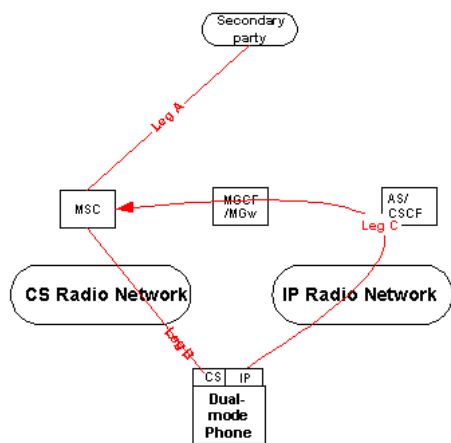 Secondary
party
Leg A
MSC
MGCF
/MGw
AS/
CSCF
Leg C
CS Radio Network
IP Radio Network
Leg B
CS
IP
Dual-
mode
Phone